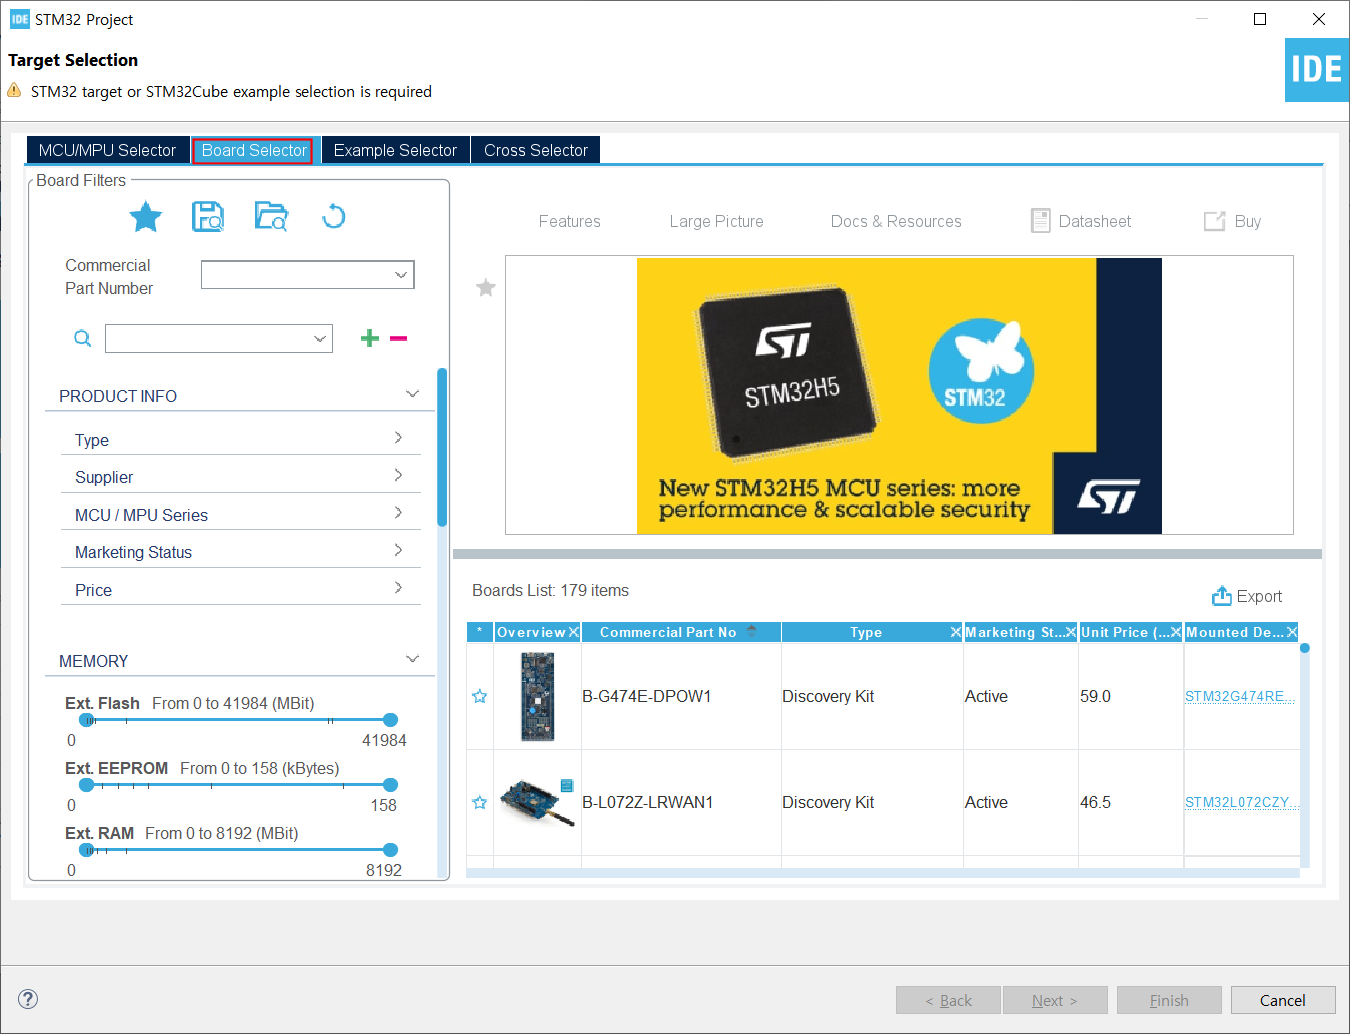 IDE STM32 Project
Target Selection
STM32 target or STM32Cube example selection is required
IDE
MCU/MPU Selector
Board Selector
Example Selector
Cross Selector
Board Filters
Commercial
Part Number
PRODUCT INFO
Type
Supplier
MCU / MPU Series
Marketing Status
Price
MEMORY
Ext. Flash From 0 to 41984 (MBit)
0 41984
Ext. EEPROM From 0 to 158 (kBytes)
0 158
Ext. RAM From 0 to 8192 (MBit)
0 8192
Features
Large Picture
Docs & Resources
Datasheet
Buy
ST
STM32H5
STM32
New STM32H5 MCU series: more
performance & scalable security
ST
Boards List: 179 items
Export
* Overview Commercial Part No Type Marketing St... Unit Price (... Mounted De...
B-G474E-DPOW1 Discovery Kit Active 59.0 STM32G474RE...
B-L072Z-LRWAN1 Discovery Kit Active 46.5 STM32L072CZY...
?
< Back
Next >
Finish
Cancel